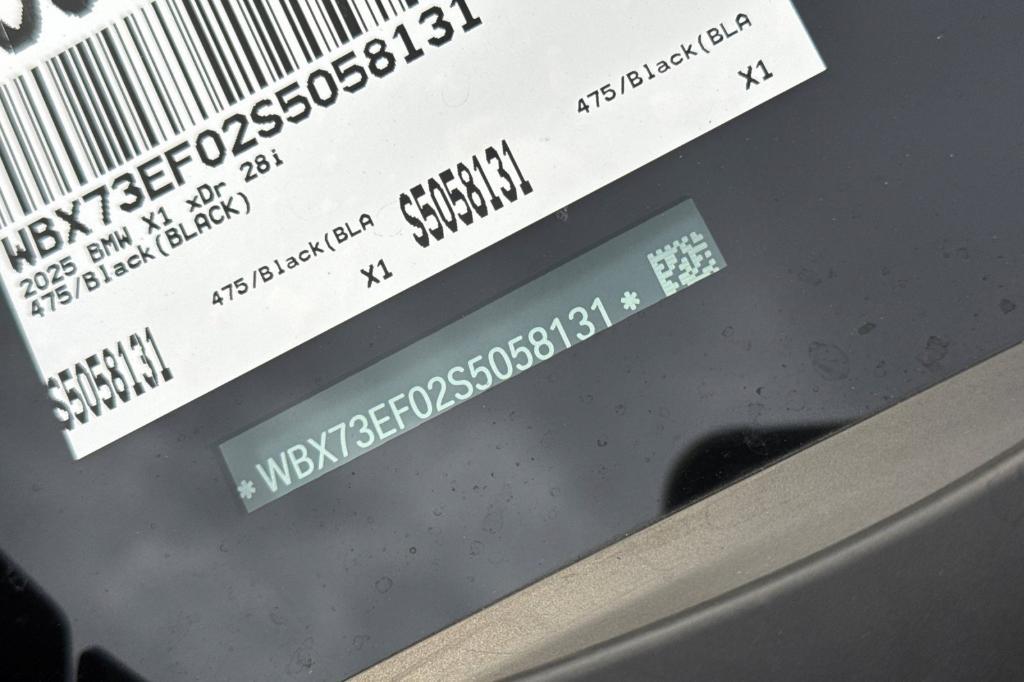 WBX73EF02S5058131
2025 BMW X1 xDr 28i
475/Black(BLACK)
475/Black(BLA
X1
475/Black(BLA
X1
S5058131
S5058131
* WBX73EF02S5058131 *